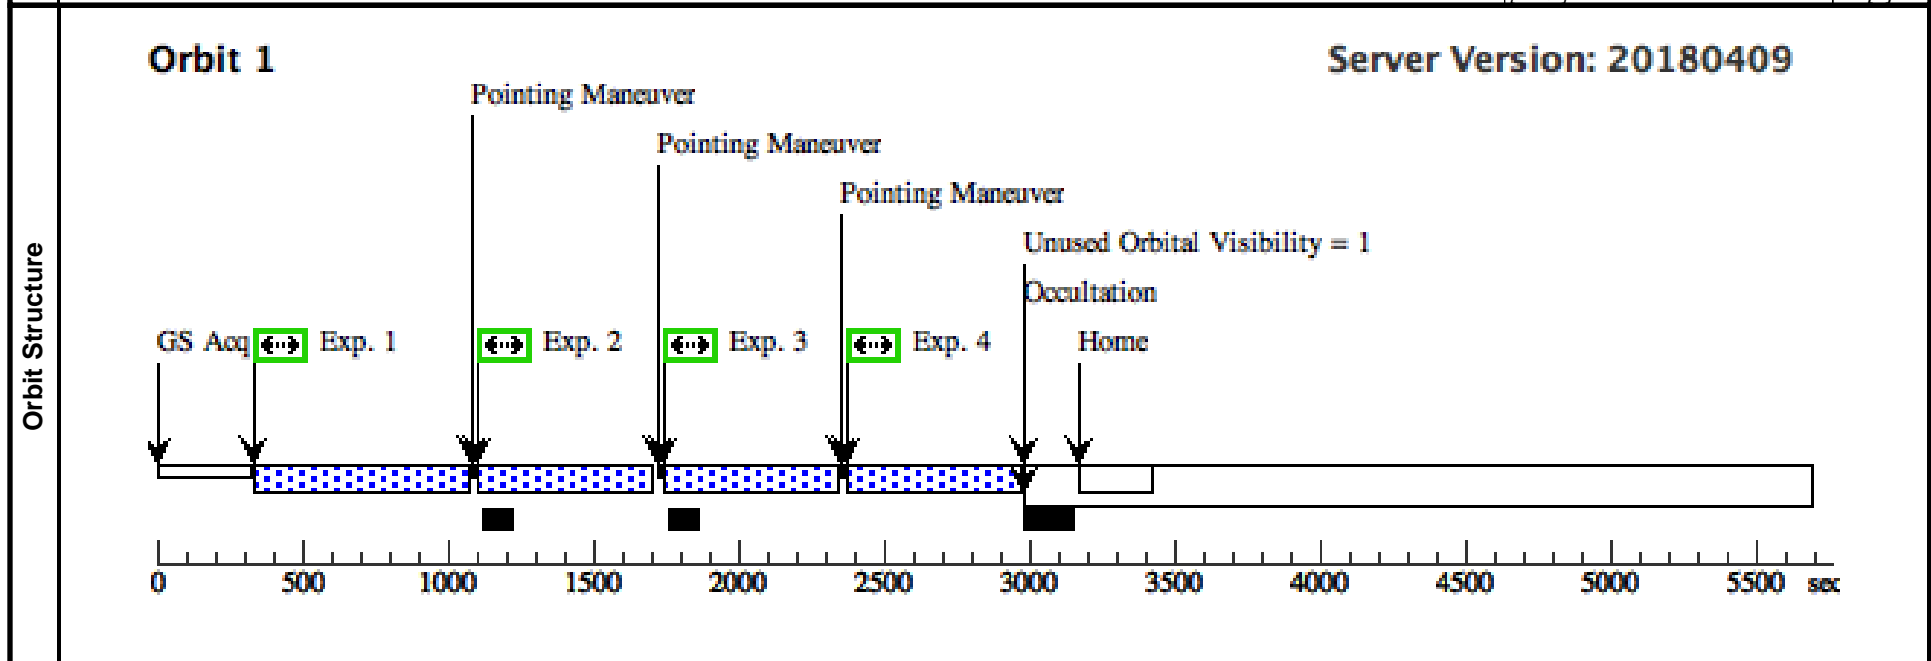 Orbit Structure
Orbit 1
Server Version: 20180409
Pointing Maneuver
Pointing Maneuver
Pointing Maneuver
Unused Orbital Visibility = 1
Occultation
GS Acq Exp. 1 Exp. 2 Exp. 3 Exp. 4 Home
0 500 1000 1500 2000 2500 3000 3500 4000 4500 5000 5500 sec